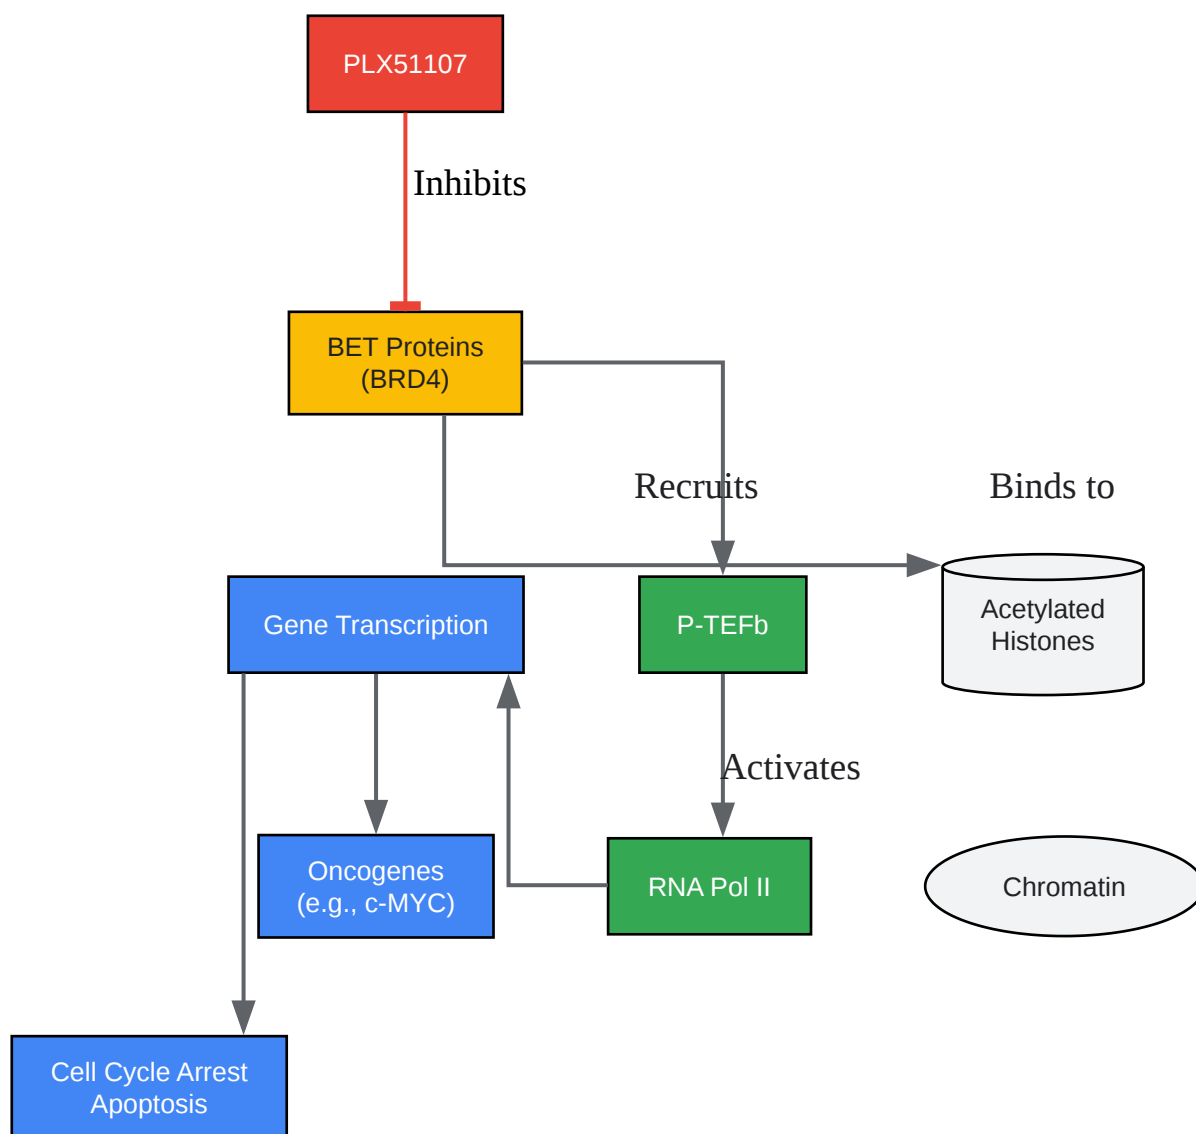 PLX51107
Inhibits
BET Proteins
(BRD4)
Recruits
Binds to
Gene Transcription
P-TEFb
Acetylated
Histones
Activates
Oncogenes
(e.g., c-MYC)
RNA Pol II
Chromatin
Cell Cycle Arrest
Apoptosis